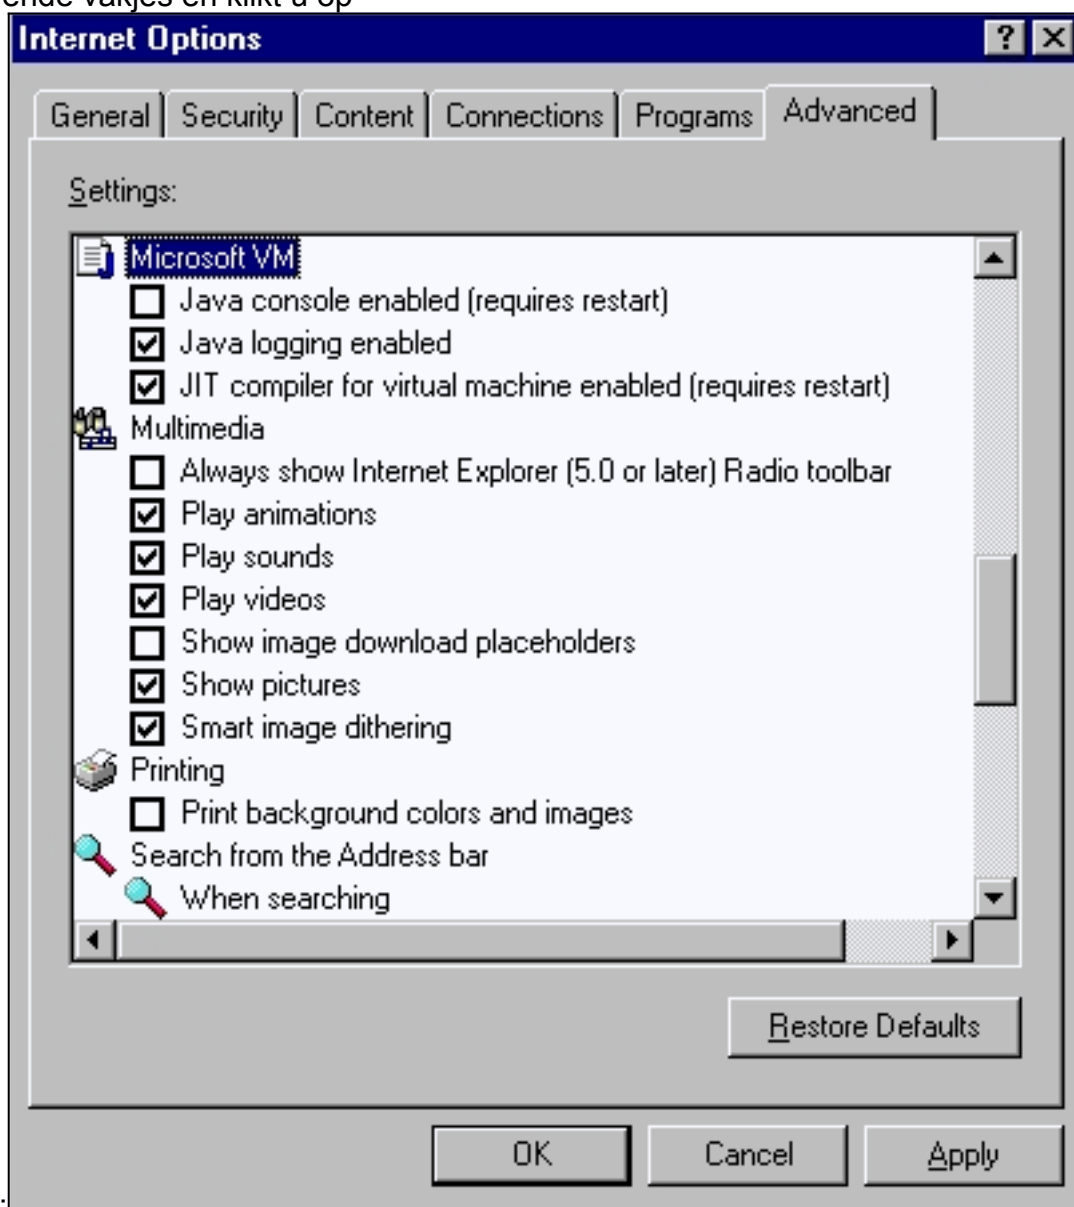 ende vakjes en klikt u op
Internet Options
General Security Content Connections Programs Advanced
Settings:
Microsoft VM
Java console enabled (requires restart)
Java logging enabled
JIT compiler for virtual machine enabled (requires restart)
Multimedia
Always show Internet Explorer (5.0 or later) Radio toolbar
Play animations
Play sounds
Play videos
Show image download placeholders
Show pictures
Smart image dithering
Printing
Print background colors and images
Search from the Address bar
When searching
Restore Defaults
OK Cancel Apply
.